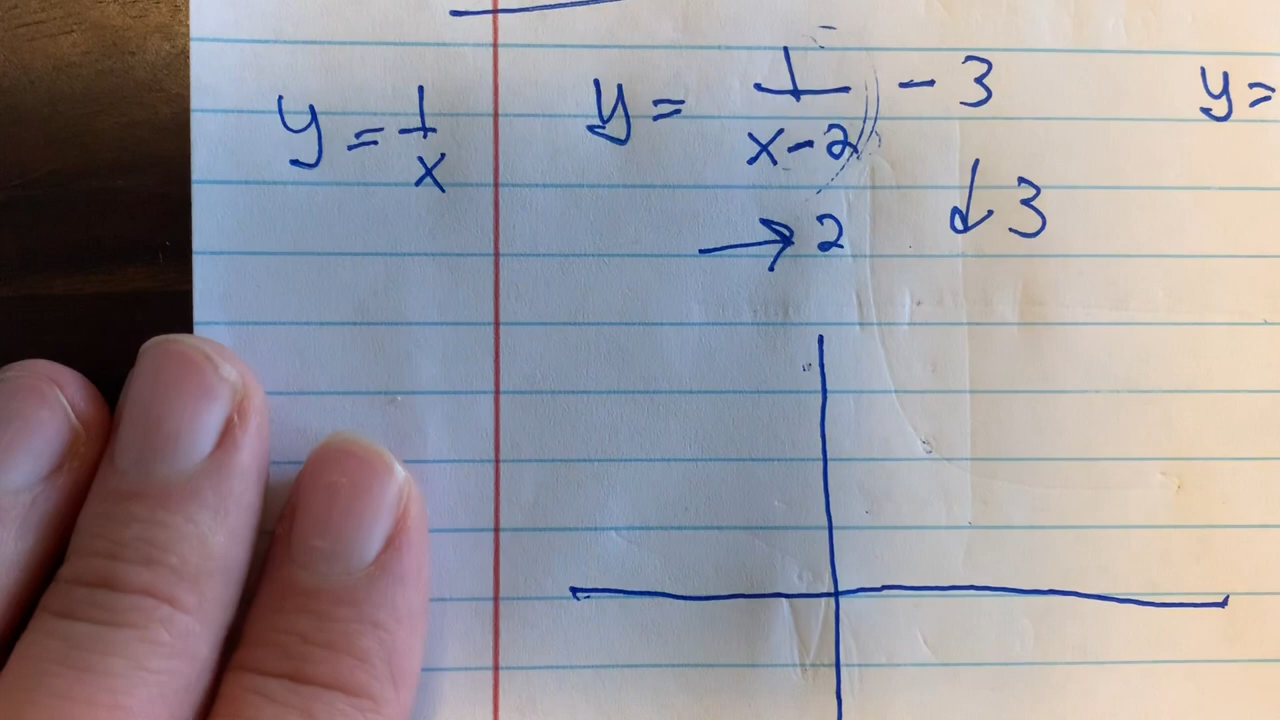 y = 1/x
y = 1/(x-2) - 3
→ 2 ↓ 3
y =